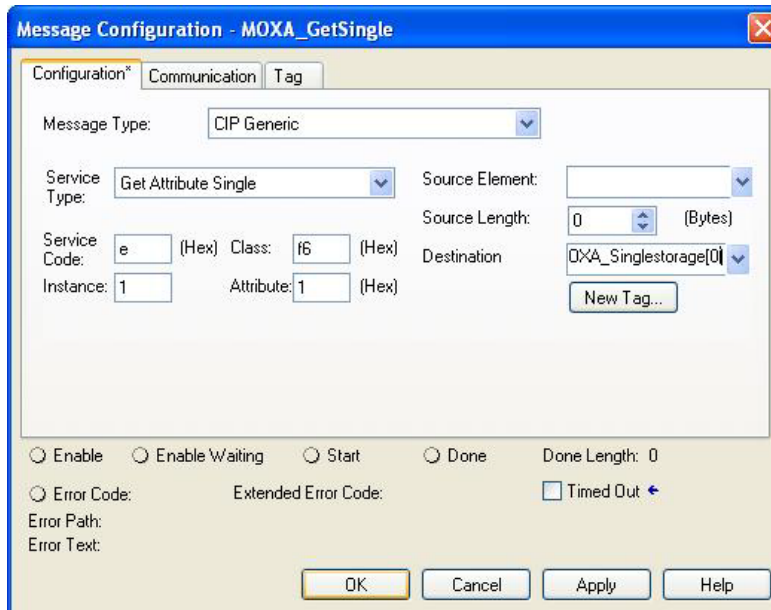 Message Configuration - MOXA_GetSingle
Configuration* Communication Tag
Message Type: CIP Generic
Service Type: Get Attribute Single
Source Element:
Source Length: 0 (Bytes)
Service Code: e (Hex) Class: f6 (Hex)
Destination OXA_Singlestorage[0]
Instance: 1 Attribute: 1 (Hex)
New Tag...
Enable Enable Waiting Start Done Done Length: 0
Error Code: Extended Error Code: Timed Out
Error Path:
Error Text:
OK Cancel Apply Help